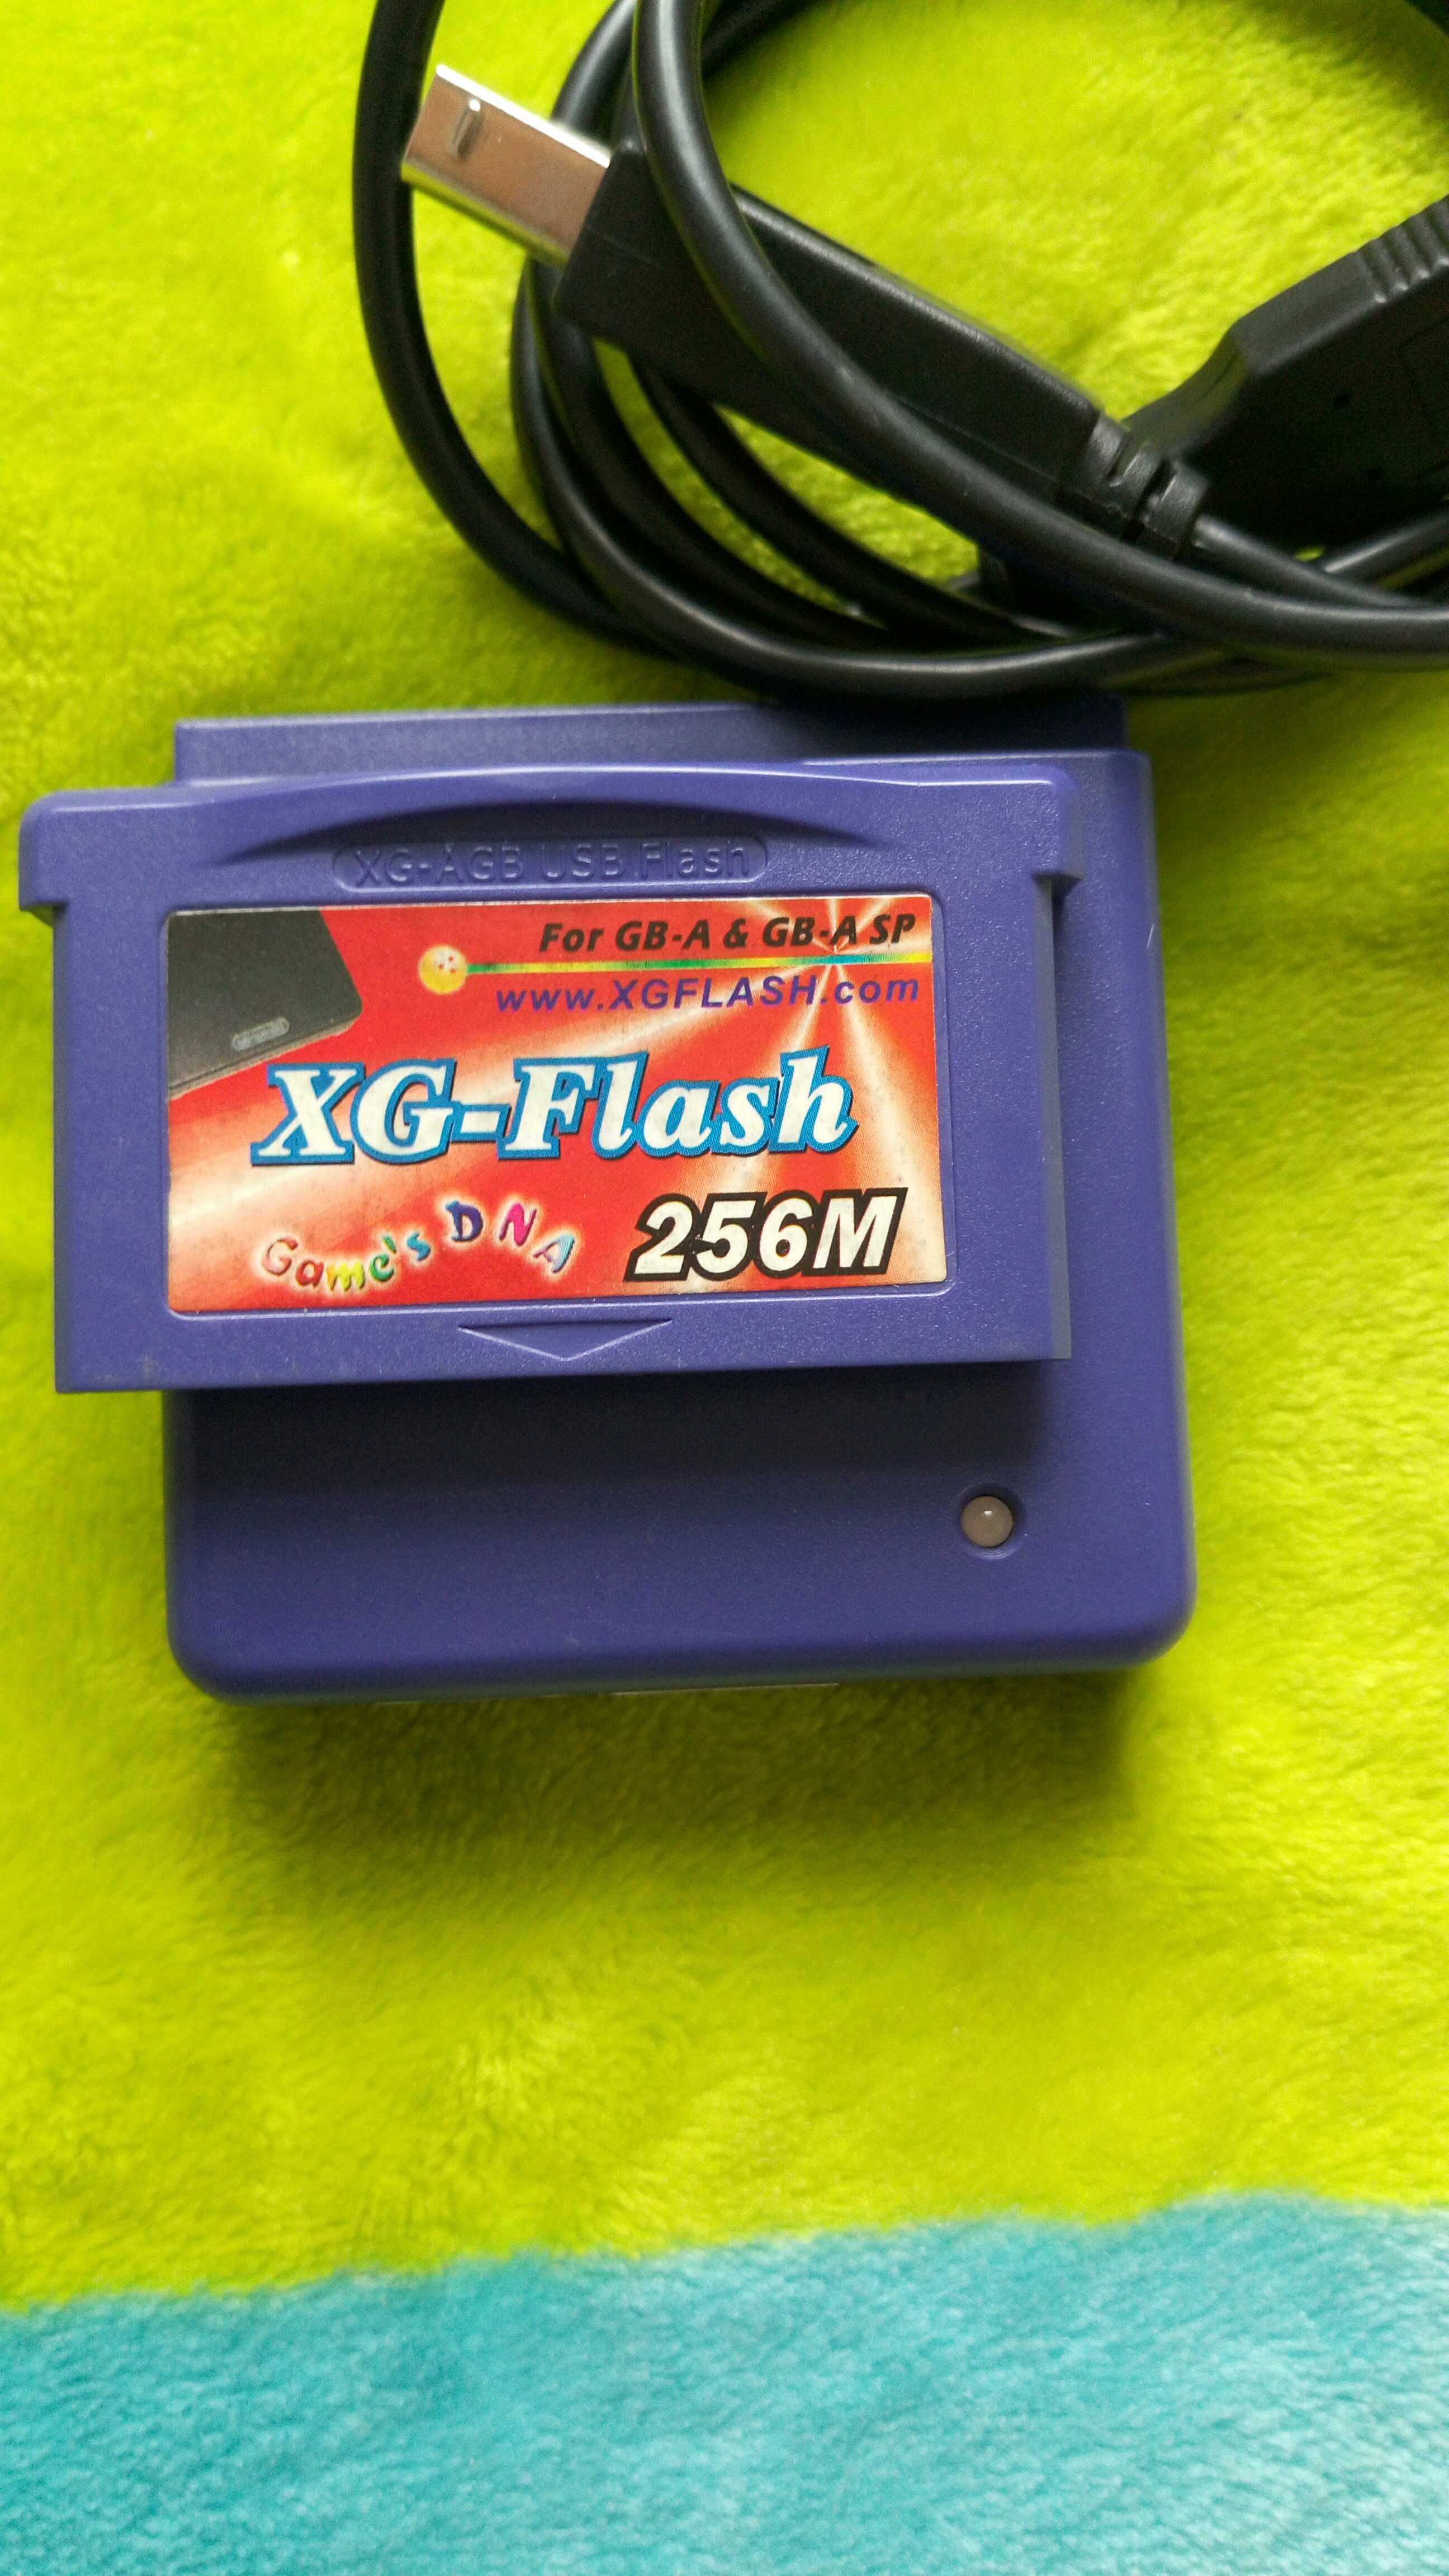 XG-AGB USB Flash
For GB-A & GB-A SP
www.XGFLASH.com
XG-Flash
Game's DNA
256M